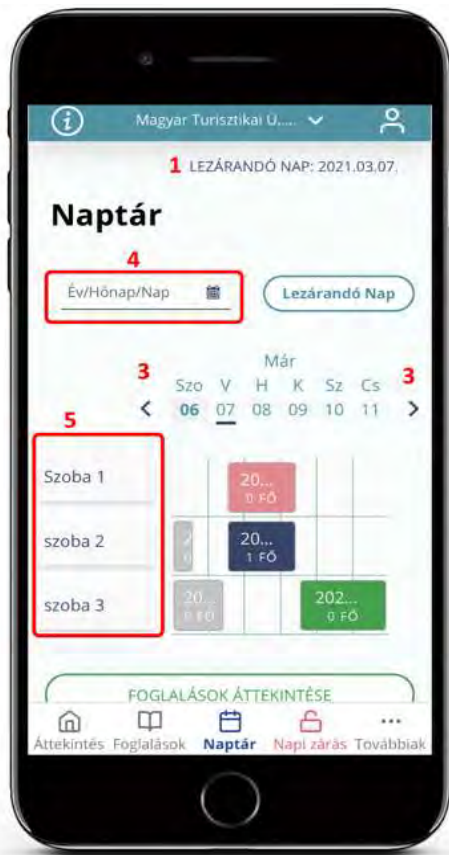 Magyar Turisztikai Ü.....
1 LEZÁRANDÓ NAP: 2021.03.07.
Naptár
4
Év/Hónap/Nap
Lezárandó Nap
Már
3 Szo V H K Sz Cs 3
< 06 07 08 09 10 11 >
5
Szoba 1
20...
0 FŐ
szoba 2
20...
1 FŐ
szoba 3
20...
0 FŐ
202...
0 FŐ
FOGLALÁSOK ÁTTEKINTÉSE
Áttekintés Foglalások Naptár Napi zárás Továbbiak